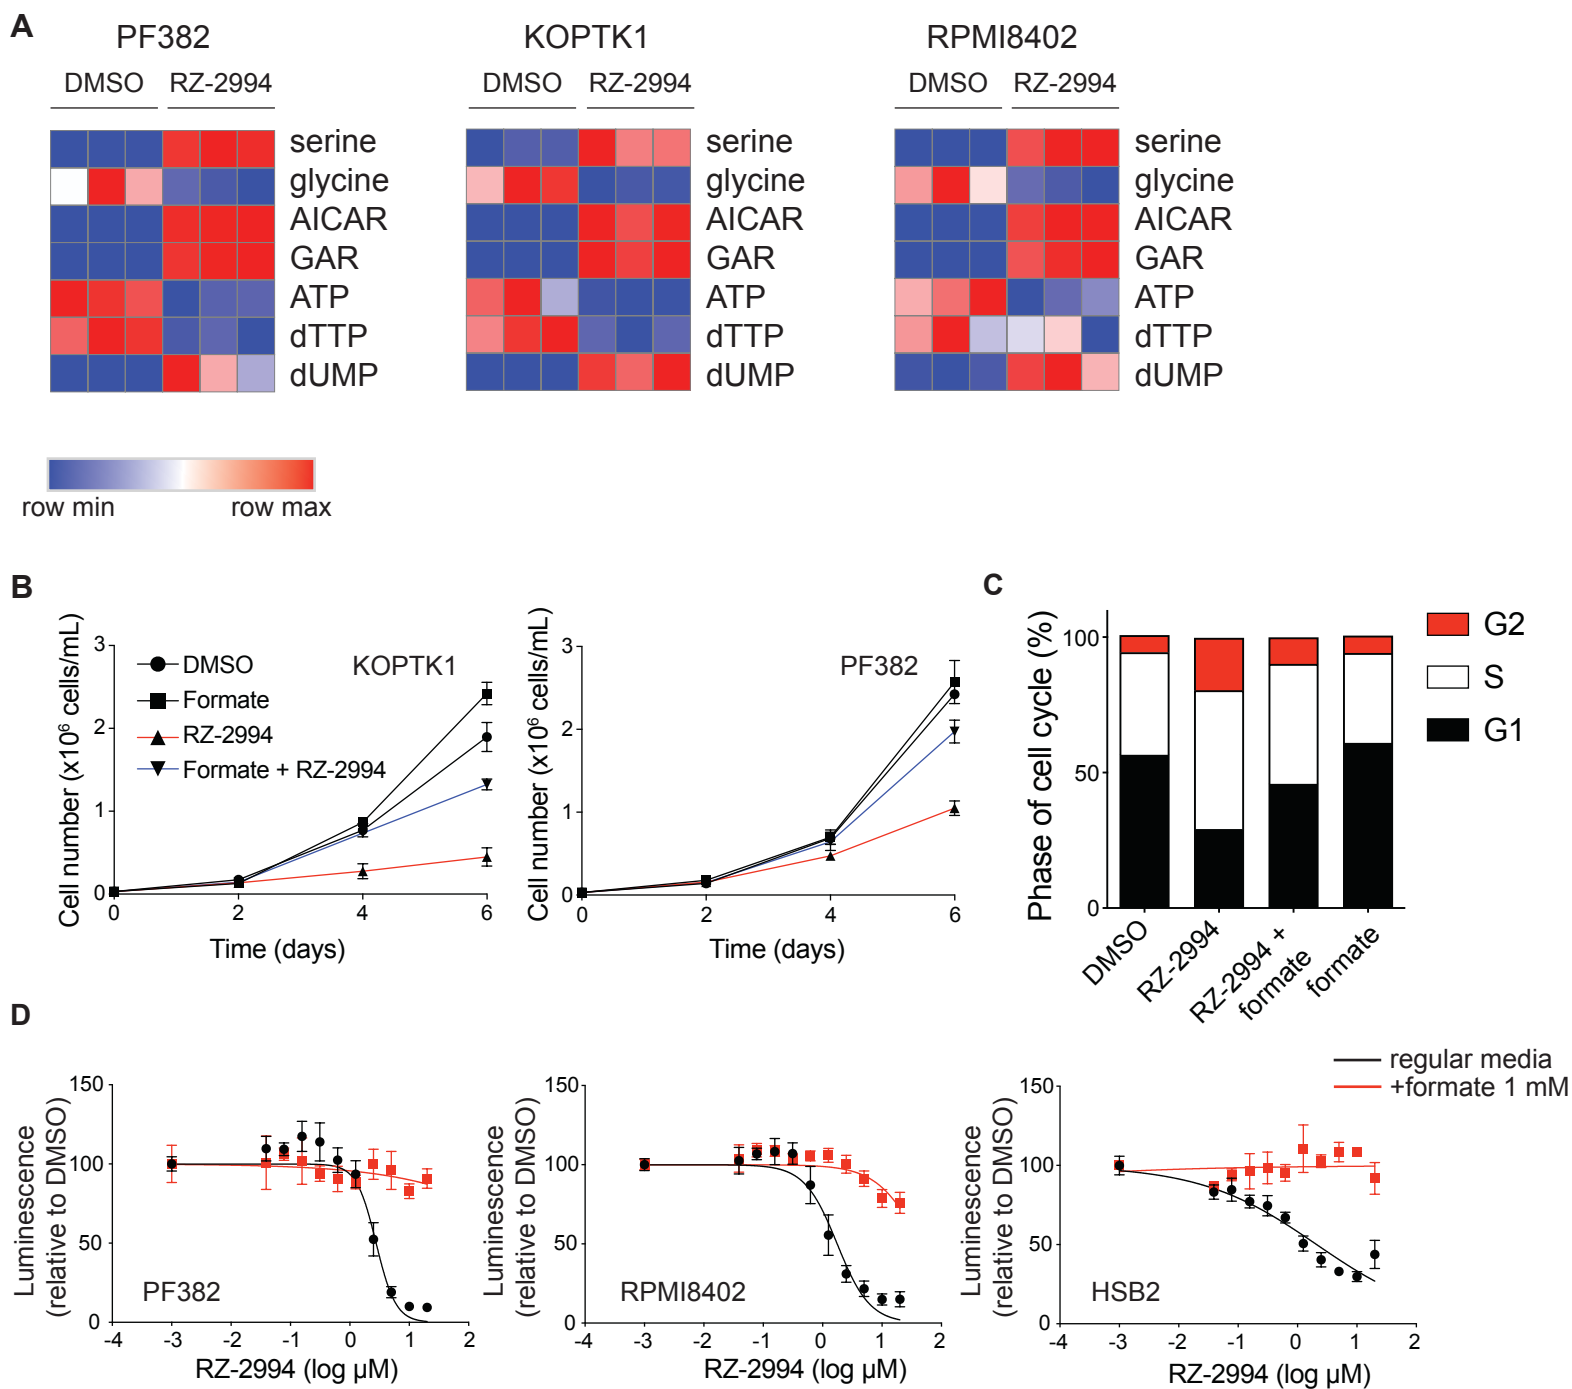 A
PF382
KOPTK1
RPMI8402
DMSO RZ-2994
DMSO RZ-2994
DMSO RZ-2994
serine
glycine
AICAR
GAR
ATP
dTTP
dUMP
serine
glycine
AICAR
GAR
ATP
dTTP
dUMP
serine
glycine
AICAR
GAR
ATP
dTTP
dUMP
row min
row max
B
Cell number (x10⁶ cells/mL)
3
2
1
0
DMSO
Formate
RZ-2994
Formate + RZ-2994
KOPTK1
0 2 4 6
Time (days)
Cell number (x10⁶ cells/mL)
3
2
1
0
PF382
0 2 4 6
Time (days)
C
Phase of cell cycle (%)
100
50
0
DMSO
RZ-2994
RZ-2994 +
formate
formate
G2
S
G1
D
regular media
+formate 1 mM
Luminescence
(relative to DMSO)
150
100
50
0
PF382
-4 -3 -2 -1 0 1 2
RZ-2994 (log µM)
Luminescence
(relative to DMSO)
150
100
50
0
RPMI8402
-4 -3 -2 -1 0 1 2
RZ-2994 (log µM)
Luminescence
(relative to DMSO)
150
100
50
0
HSB2
-4 -3 -2 -1 0 1 2
RZ-2994 (log µM)